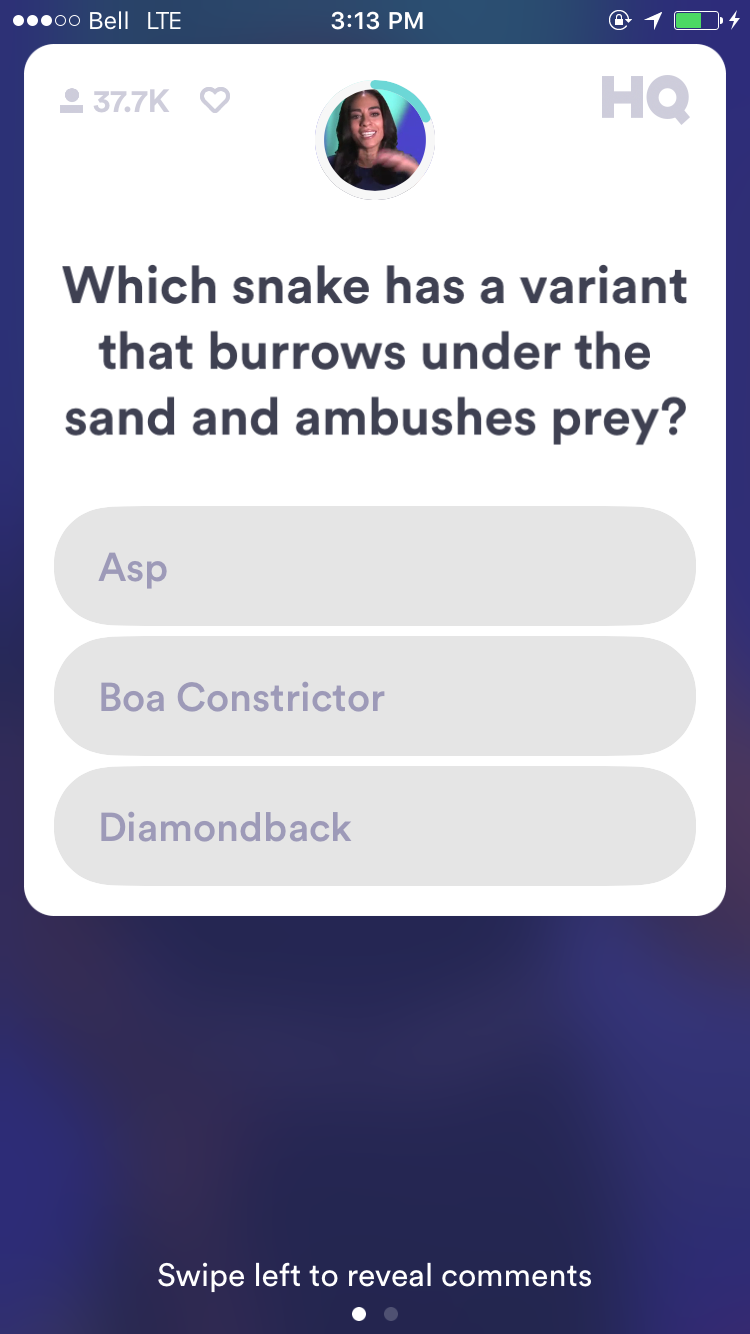 Bell LTE 3:13 PM
37.7K HQ
Which snake has a variant
that burrows under the
sand and ambushes prey?
Asp
Boa Constrictor
Diamondback
Swipe left to reveal comments